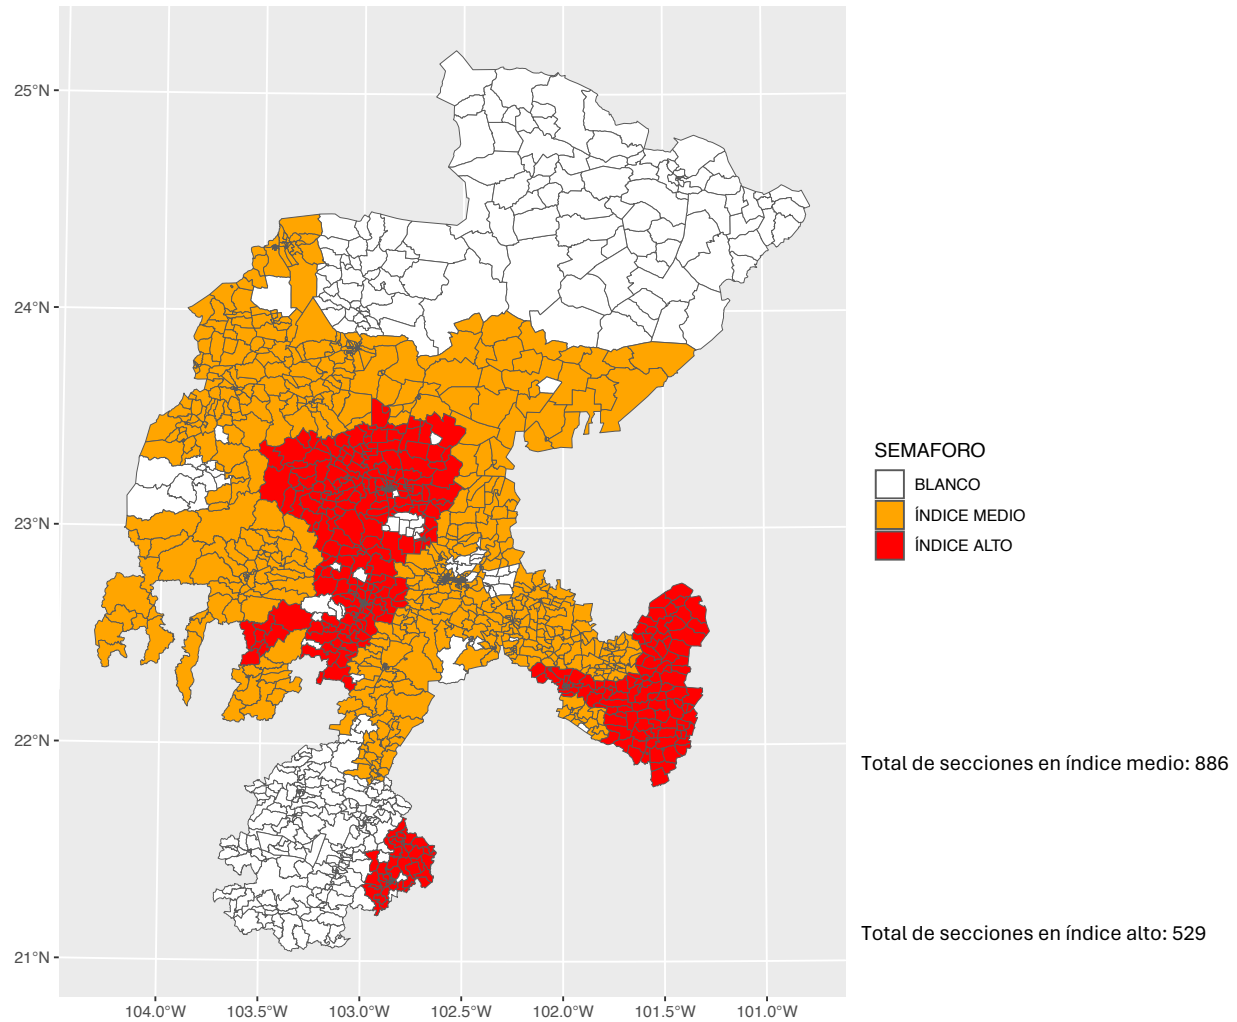 25°N
24°N
23°N
22°N
21°N
104.0°W
103.5°W
103.0°W
102.5°W
102.0°W
101.5°W
101.0°W
SEMAFORO
BLANCO
ÍNDICE MEDIO
ÍNDICE ALTO
Total de secciones en índice medio: 886
Total de secciones en índice alto: 529